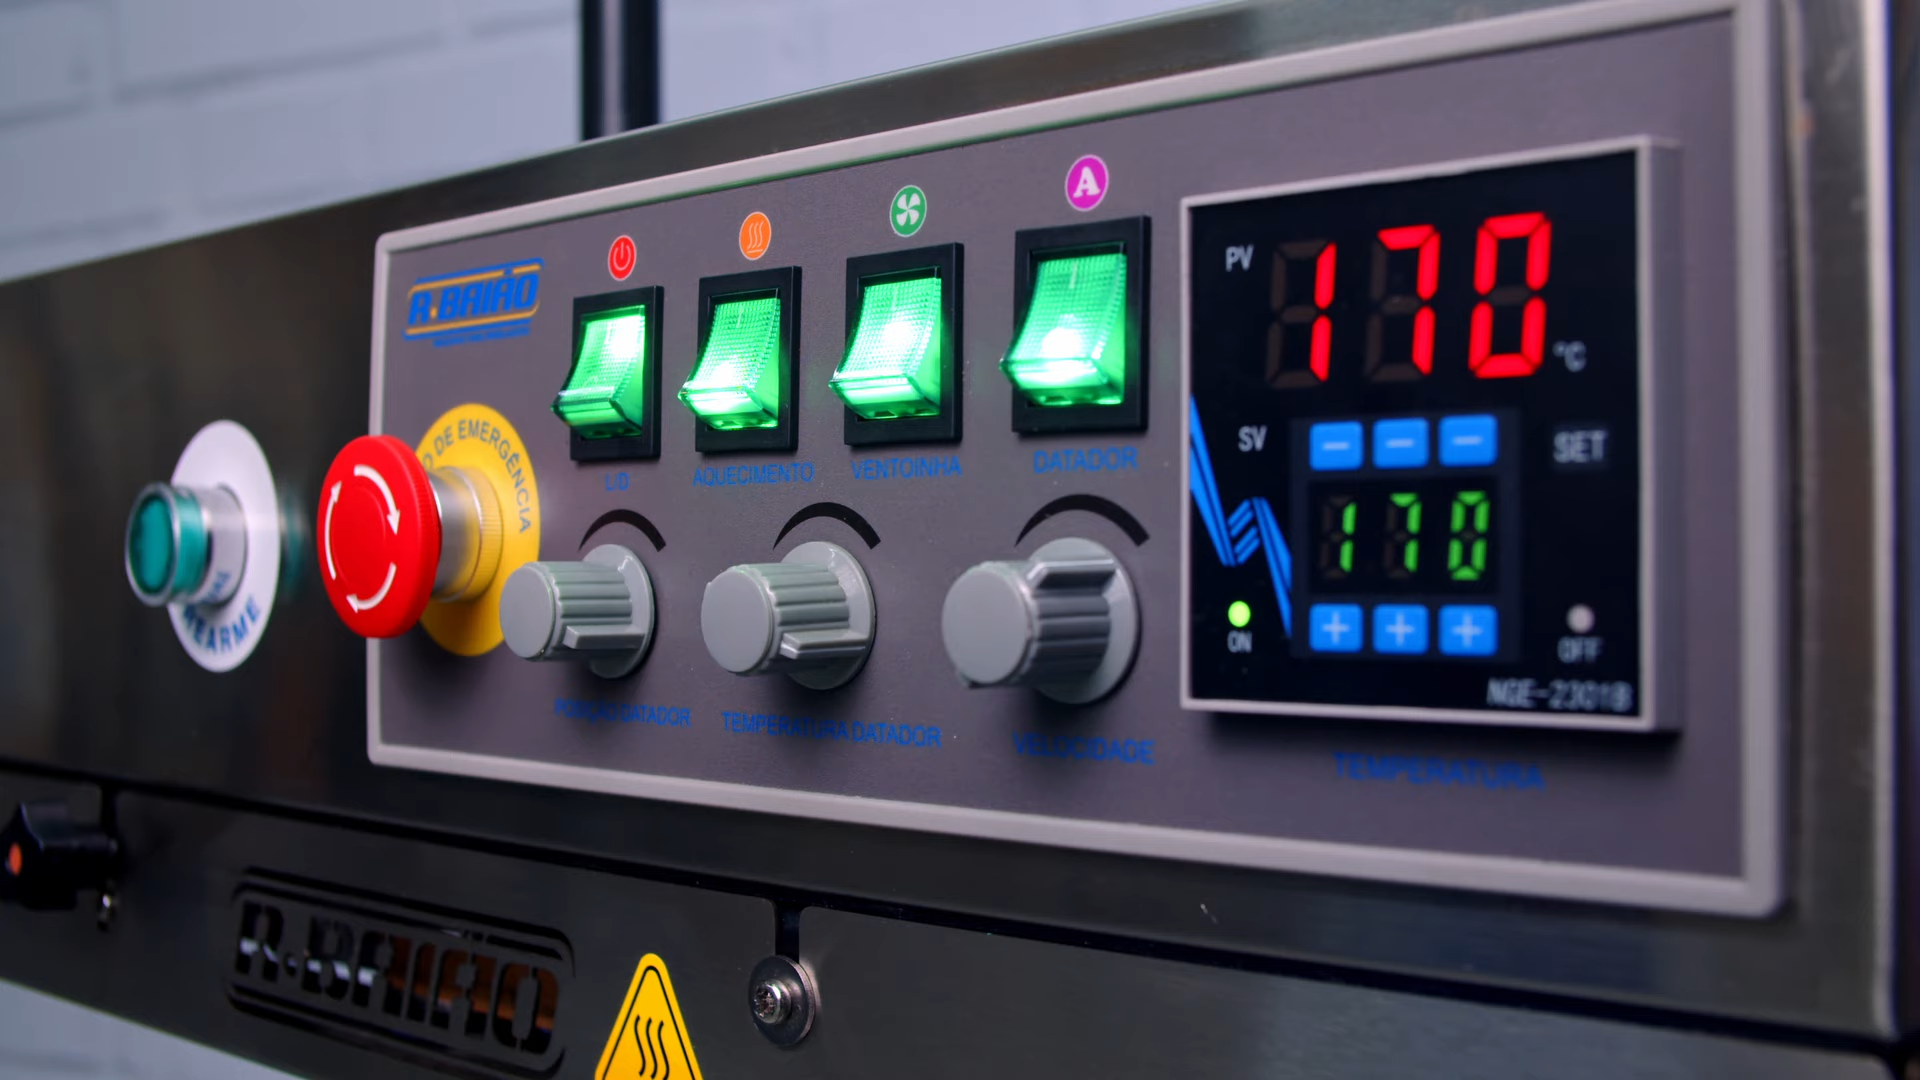 A
R.BAIÃO
PV
170
°C
SV
SET
170
ON
OFF
NGE-2301B
LID
AQUECIMENTO
VENTOINHA
DATADOR
DE EMERGÊNCIA
REARME
POSIÇÃO DATADOR
TEMPERATURA DATADOR
VELOCIDADE
TEMPERATURA
R.BAIÃO